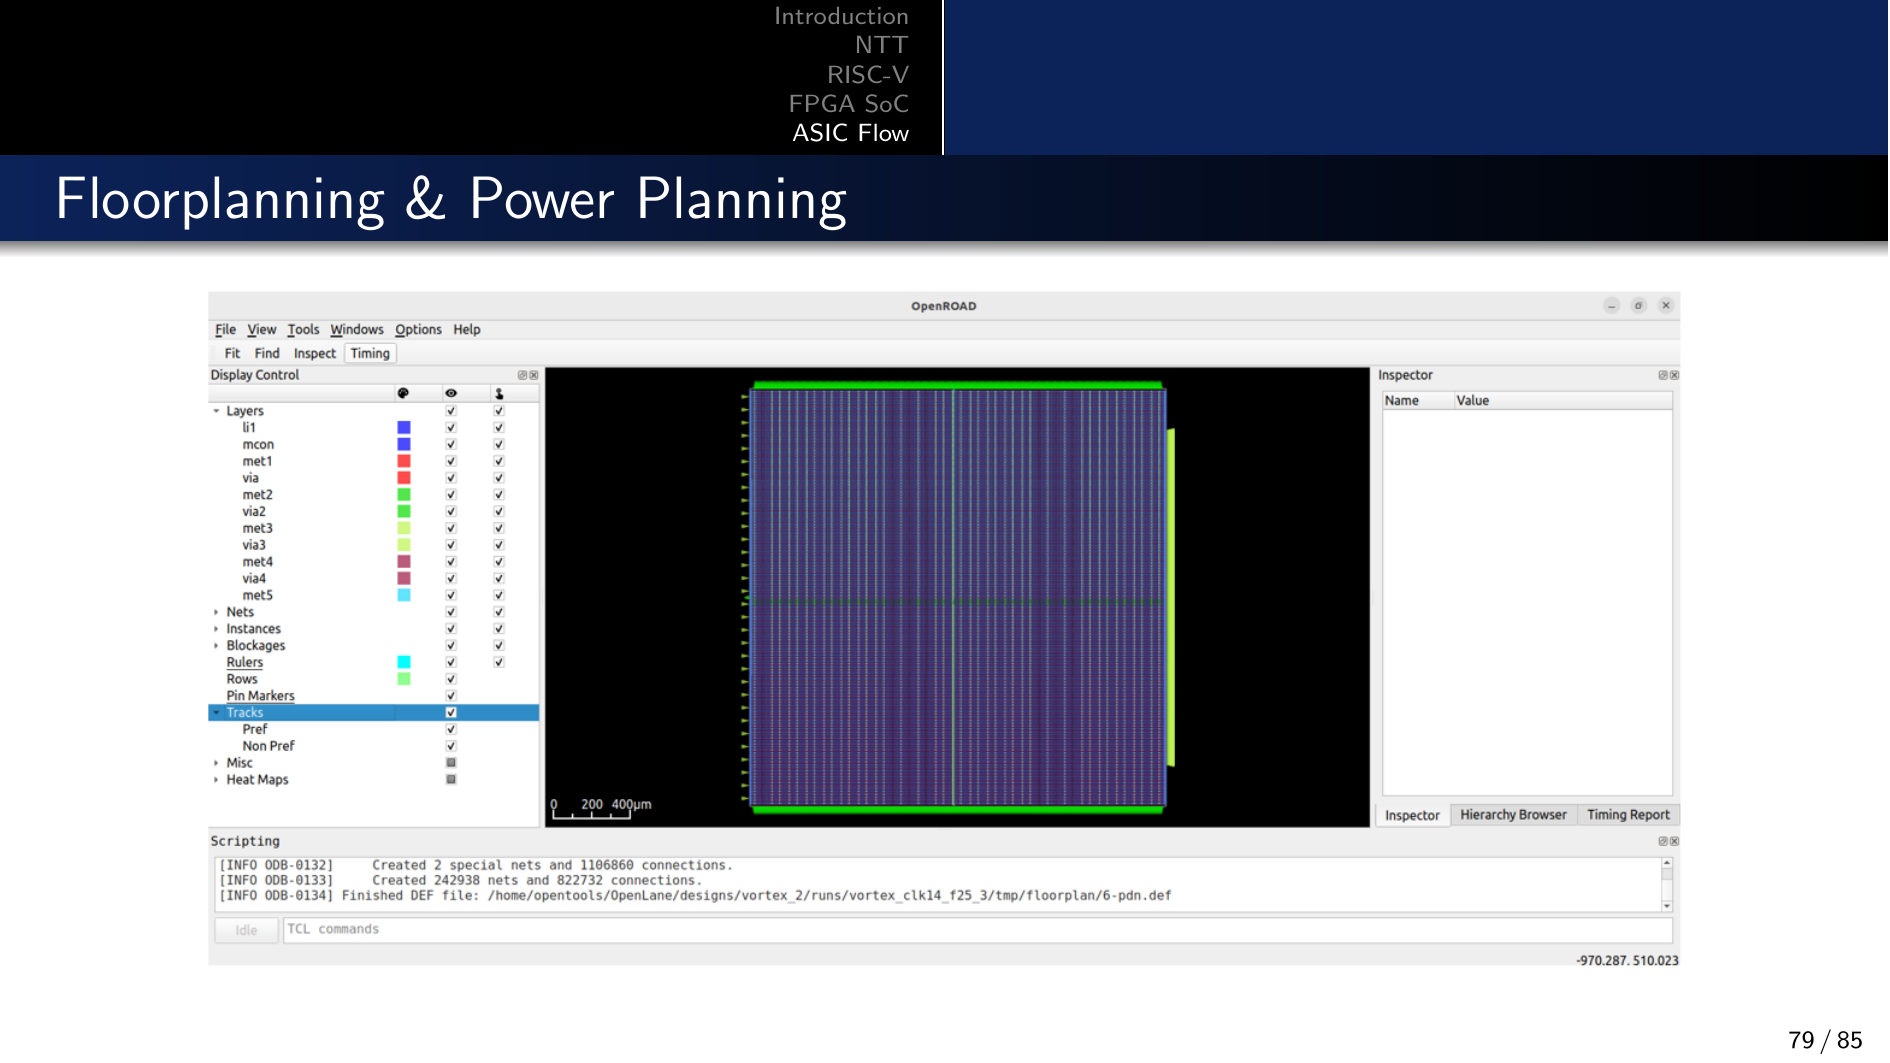 Introduction
NTT
RISC-V
FPGA SoC
ASIC Flow
Floorplanning & Power Planning
OpenROAD
File View Tools Windows Options Help
Fit Find Inspect Timing
Display Control
Layers
li1
mcon
met1
via
met2
via2
met3
via3
met4
via4
met5
Nets
Instances
Blockages
Rulers
Rows
Pin Markers
Tracks
Pref
Non Pref
Misc
Heat Maps
0 200 400μm
Inspector
Name Value
Inspector Hierarchy Browser Timing Report
Scripting
[INFO ODB-0132] Created 2 special nets and 1106860 connections.
[INFO ODB-0133] Created 242938 nets and 822732 connections.
[INFO ODB-0134] Finished DEF file: /home/opentools/OpenLane/designs/vortex_2/runs/vortex_clk14_f25_3/tmp/floorplan/6-pdn.def
Idle TCL commands
-970.287, 510.023
79 / 85